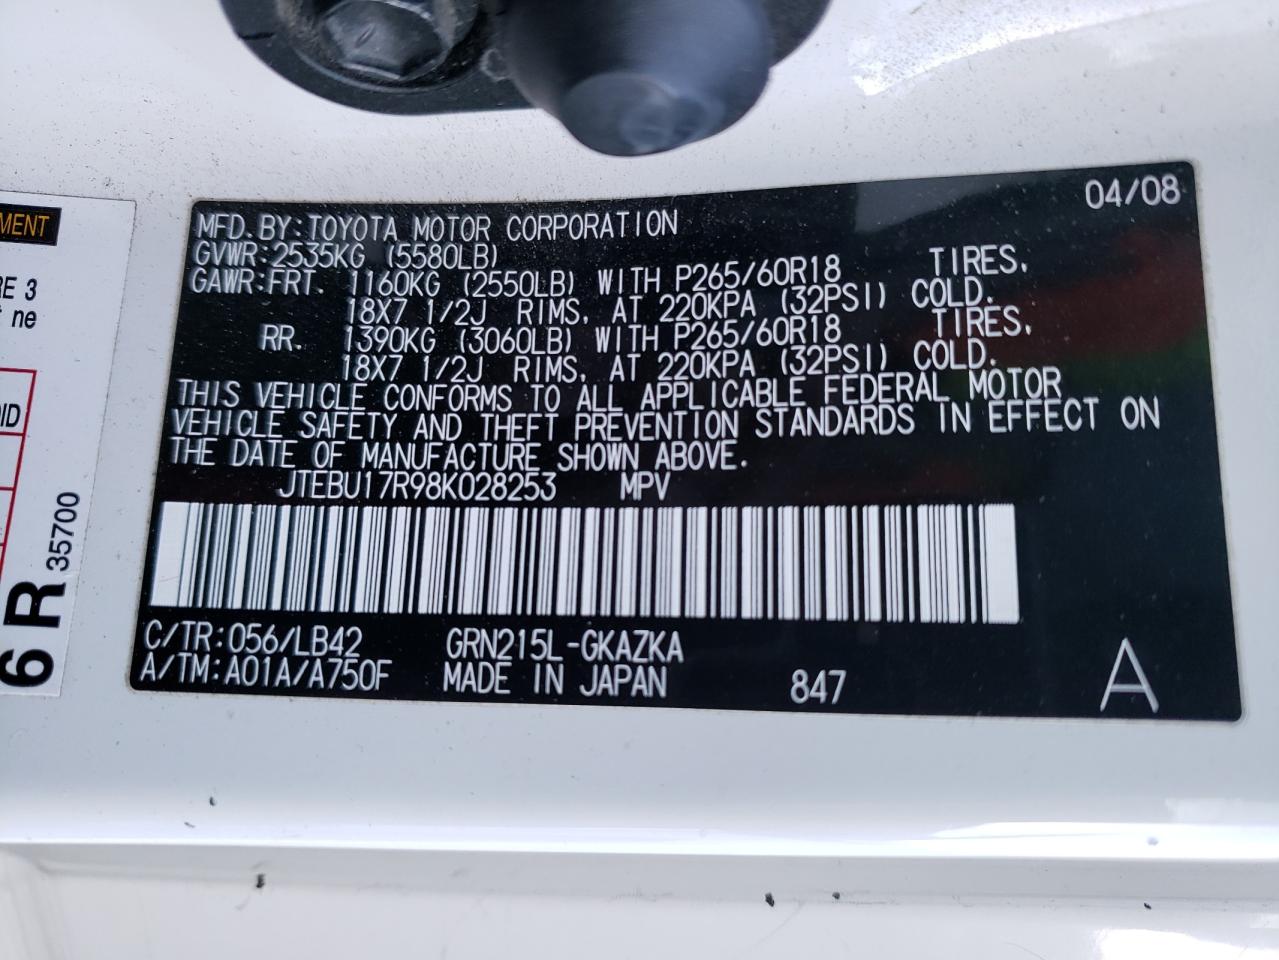 04/08
MFD.BY:TOYOTA MOTOR CORPORATION
GVWR:2535KG (5580LB)
GAWR:FRT. 1160KG (2550LB) WITH P265/60R18 TIRES.
18X7 1/2J RIMS, AT 220KPA (32PSI) COLD.
RR. 1390KG (3060LB) WITH P265/60R18 TIRES.
18X7 1/2J RIMS, AT 220KPA (32PSI) COLD.
THIS VEHICLE CONFORMS TO ALL APPLICABLE FEDERAL MOTOR
VEHICLE SAFETY AND THEFT PREVENTION STANDARDS IN EFFECT ON
THE DATE OF MANUFACTURE SHOWN ABOVE.
JTEBU17R98K028253 MPV
C/TR:056/LB42 GRN215L-GKAZKA
A/TM:A01A/A750F MADE IN JAPAN 847 A
MENT
RE 3
ne
6 R 35700